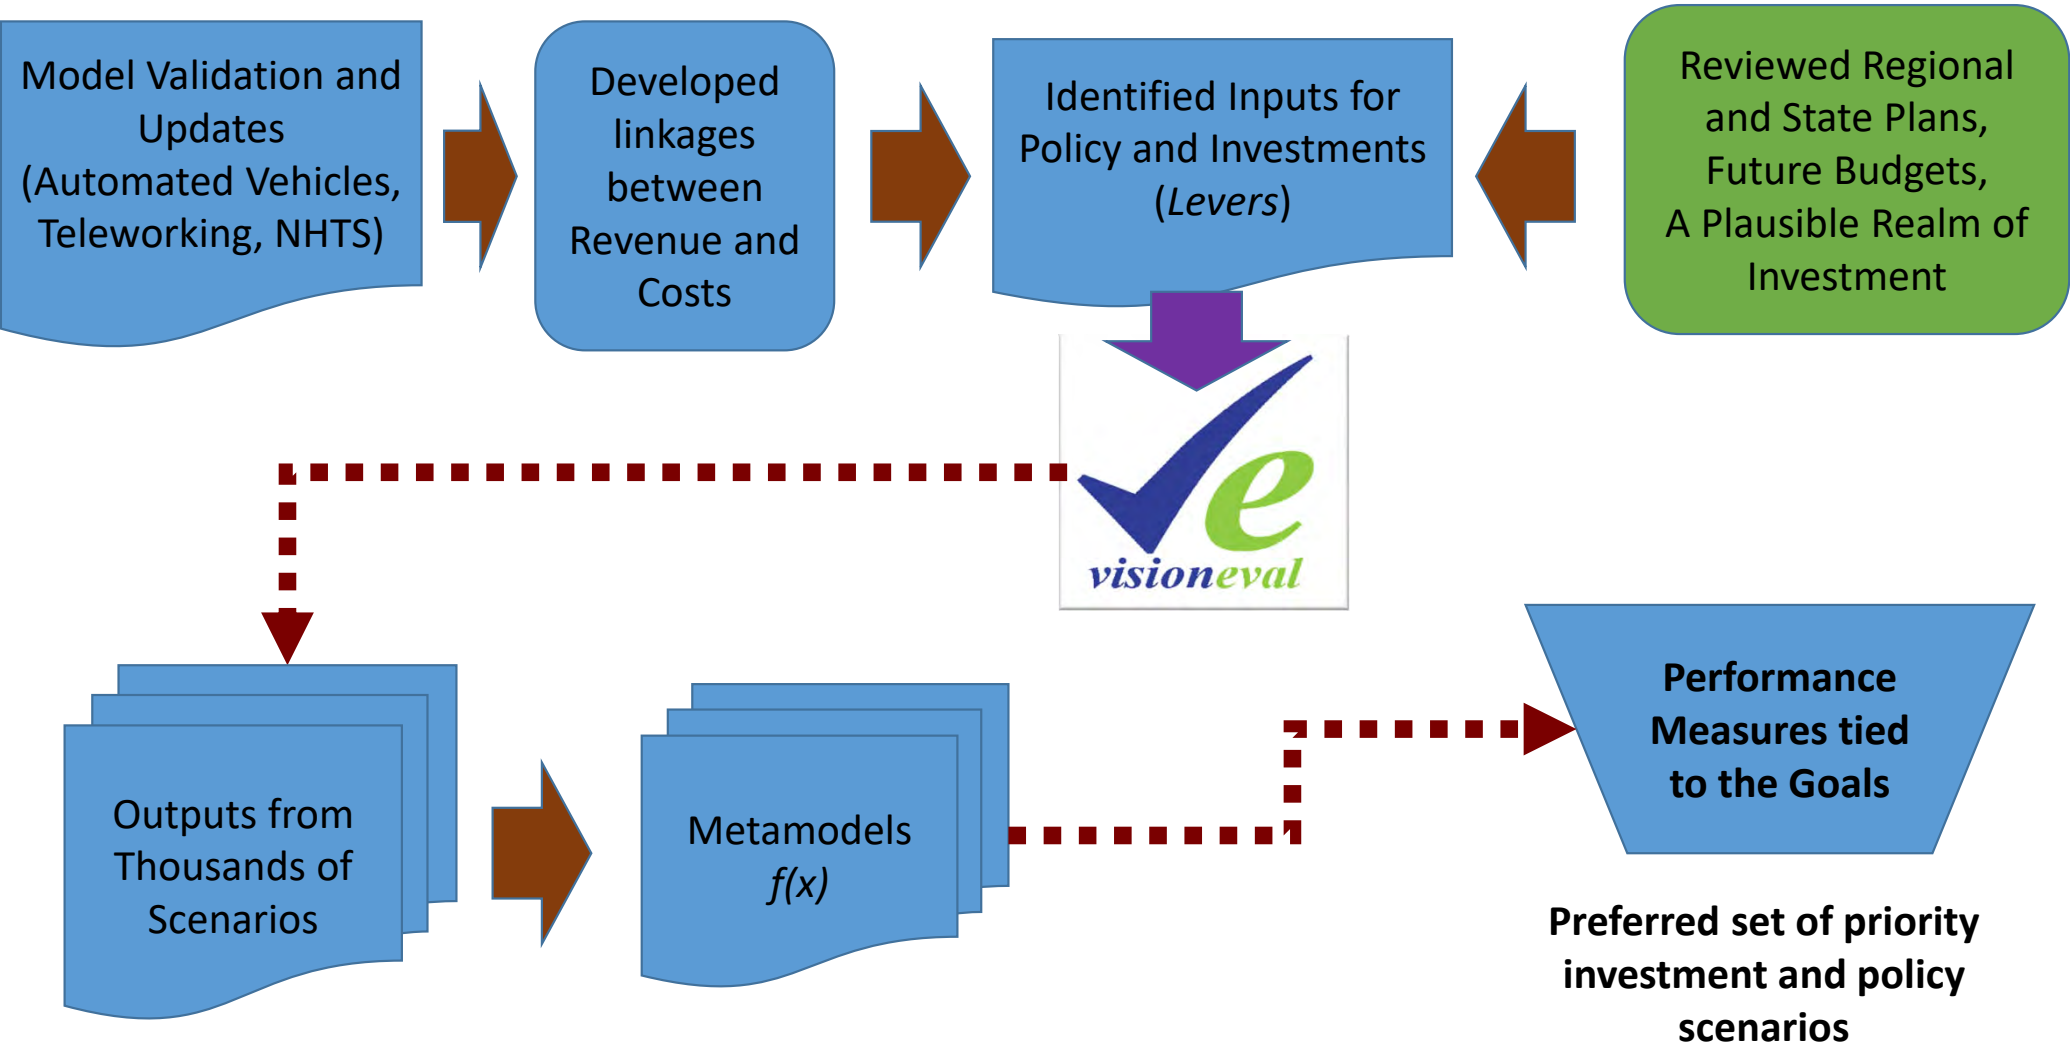 Model Validation and
Updates
(Automated Vehicles,
Teleworking, NHTS)
Developed
linkages
between
Revenue and
Costs
Identified Inputs for
Policy and Investments
(Levers)
Reviewed Regional
and State Plans,
Future Budgets,
A Plausible Realm of
Investment
Ve
visioneval
Outputs from
Thousands of
Scenarios
Metamodels
f(x)
Performance
Measures tied
to the Goals
Preferred set of priority
investment and policy
scenarios